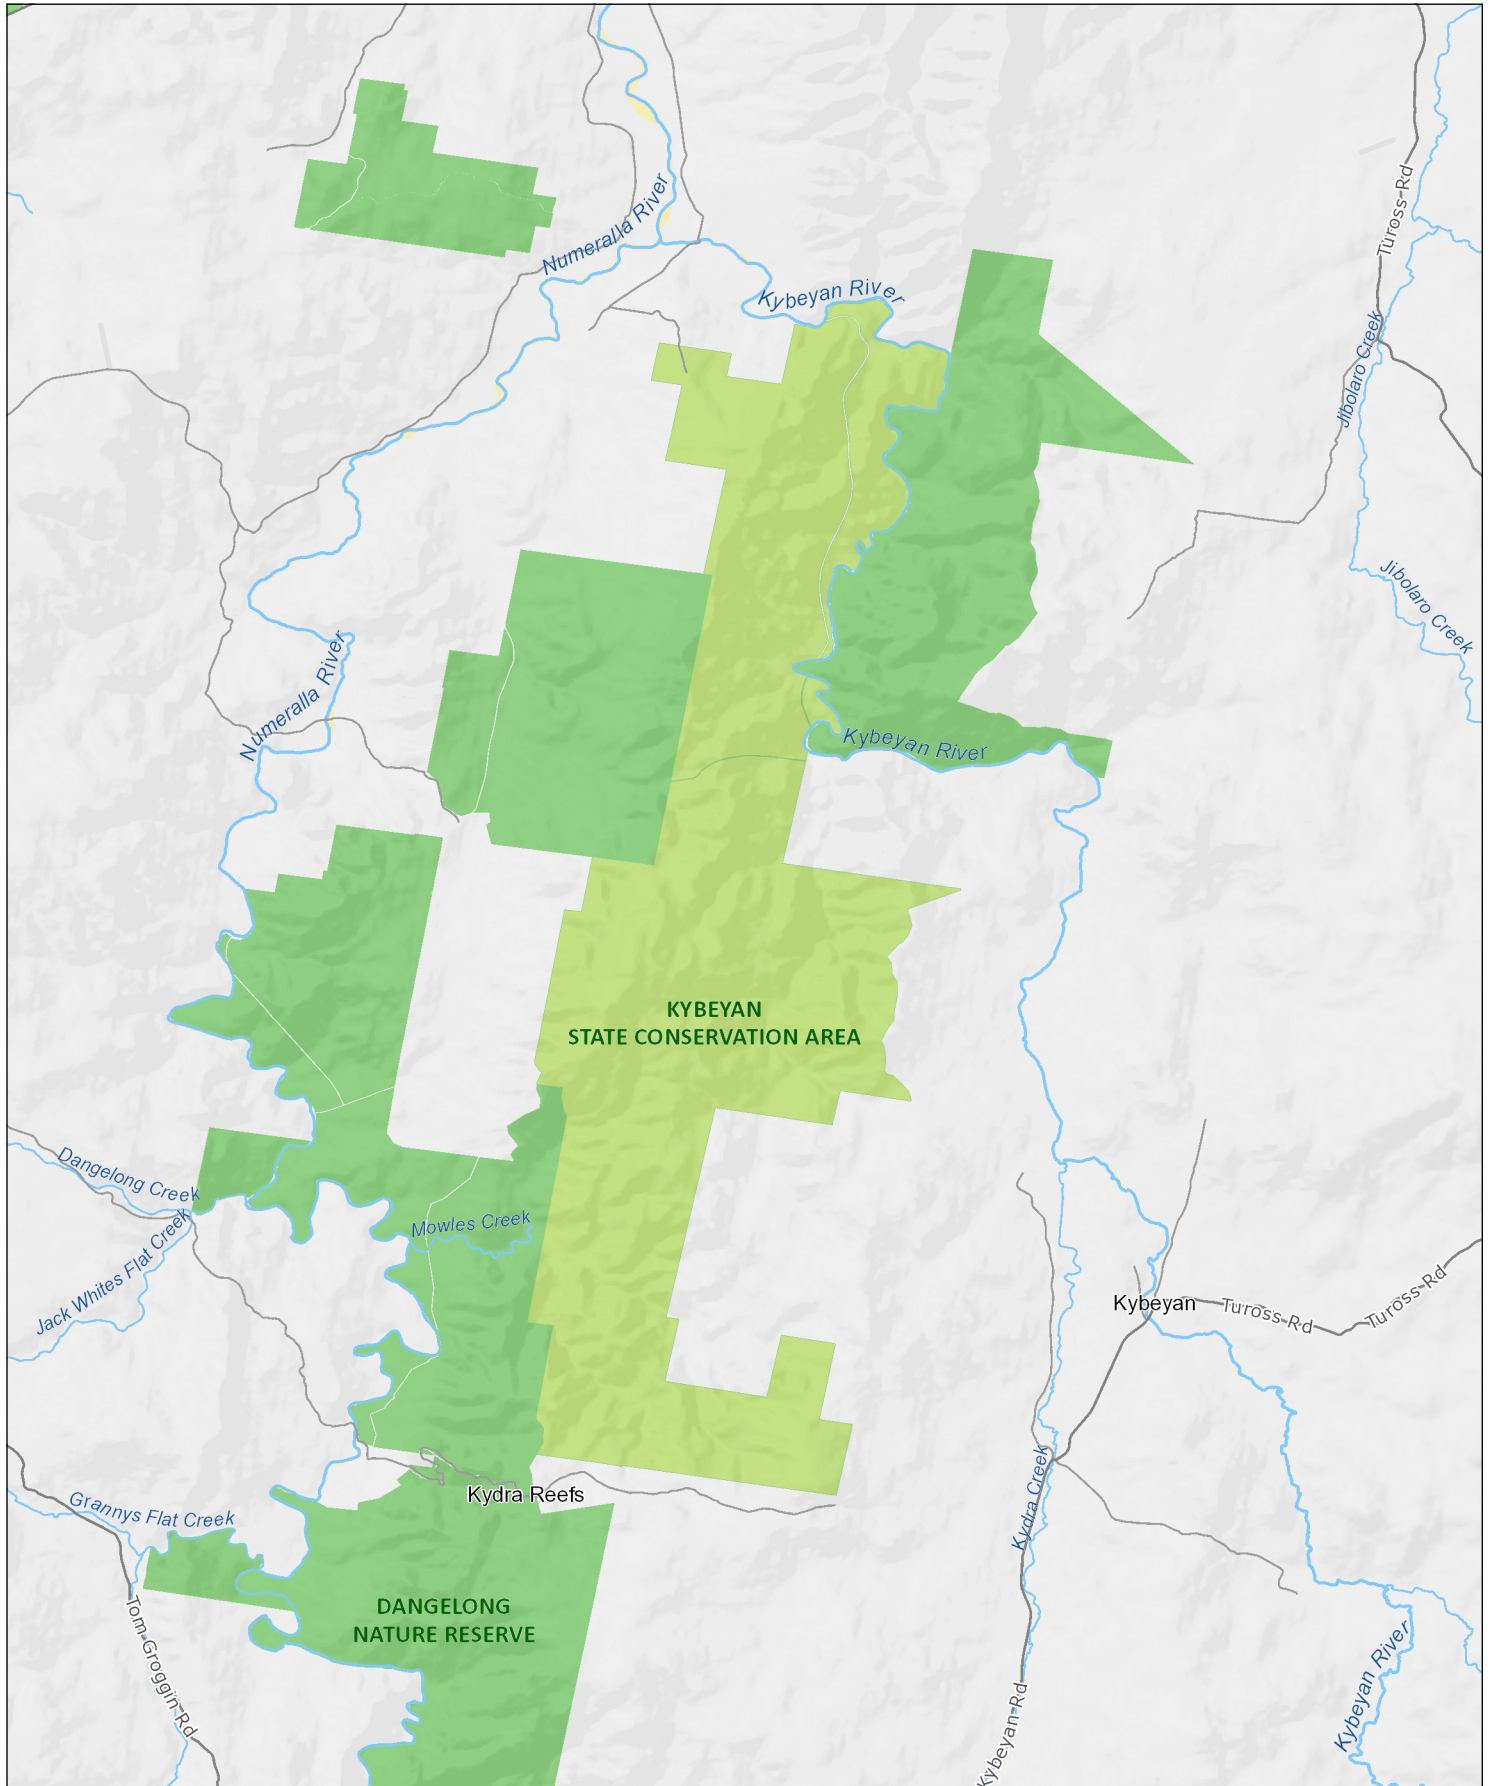 Tuross Rd
Numeralla River
Kybeyan River
Jibolaro Creek
Jibolaro Creek
Numeralla River
Kybeyan River
KYBEYAN
STATE CONSERVATION AREA
Dangelong Creek
Mowles Creek
Jack Whites Flat Creek
Kybeyan
Tuross Rd
Tuross Rd
Kydra Creek
Kydra Reefs
Grannys Flat Creek
DANGELONG
NATURE RESERVE
Tom Groggin Rd
Kybeyan River
Kybeyan Rd